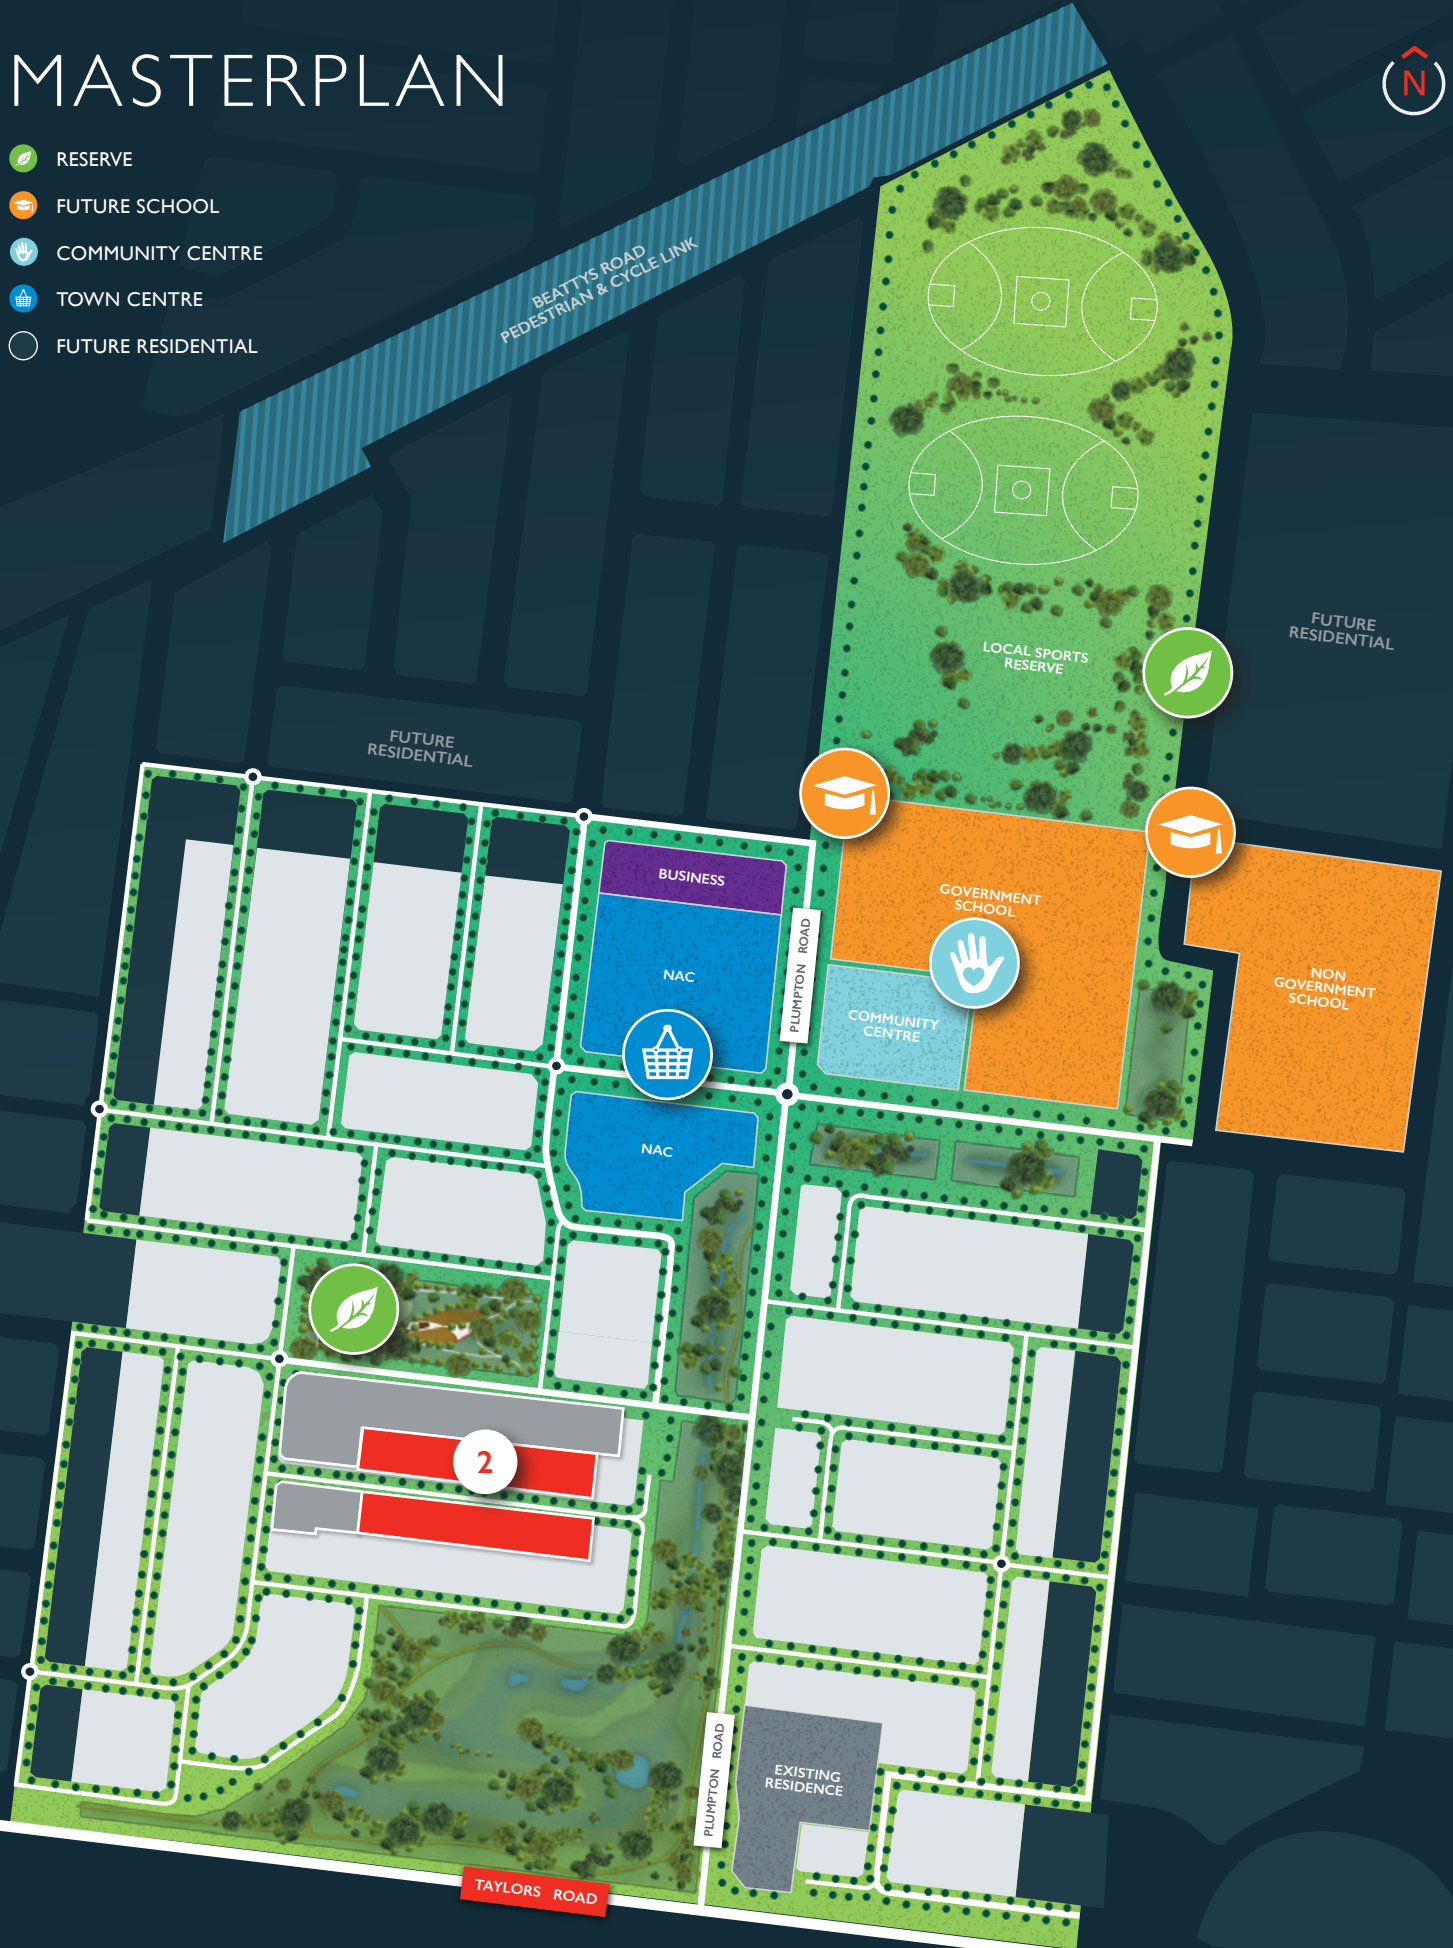 MASTERPLAN
N
RESERVE
FUTURE SCHOOL
COMMUNITY CENTRE
TOWN CENTRE
FUTURE RESIDENTIAL
BEATTYS ROAD
PEDESTRIAN & CYCLE LINK
FUTURE
RESIDENTIAL
LOCAL SPORTS
RESERVE
FUTURE
RESIDENTIAL
BUSINESS
GOVERNMENT
SCHOOL
NAC
PLUMPTON ROAD
NON
GOVERNMENT
SCHOOL
COMMUNITY
CENTRE
NAC
2
PLUMPTON ROAD
EXISTING
RESIDENCE
TAYLORS ROAD